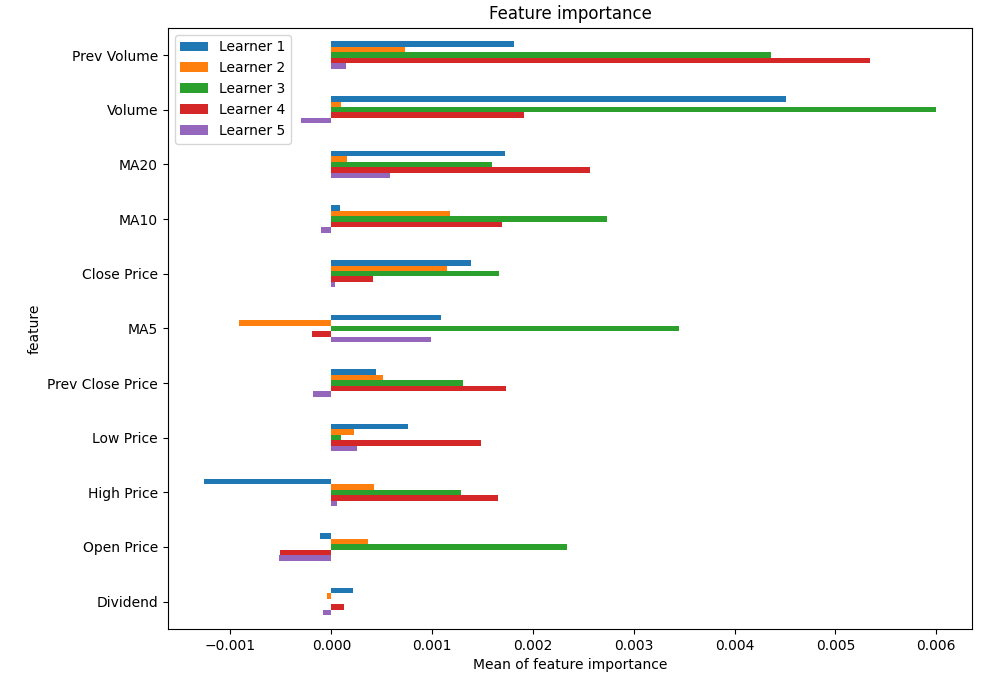 Feature importance
Learner 1
Learner 2
Learner 3
Learner 4
Learner 5
Prev Volume
Volume
MA20
MA10
Close Price
MA5
Prev Close Price
Low Price
High Price
Open Price
Dividend
feature
−0.001 0.000 0.001 0.002 0.003 0.004 0.005 0.006
Mean of feature importance